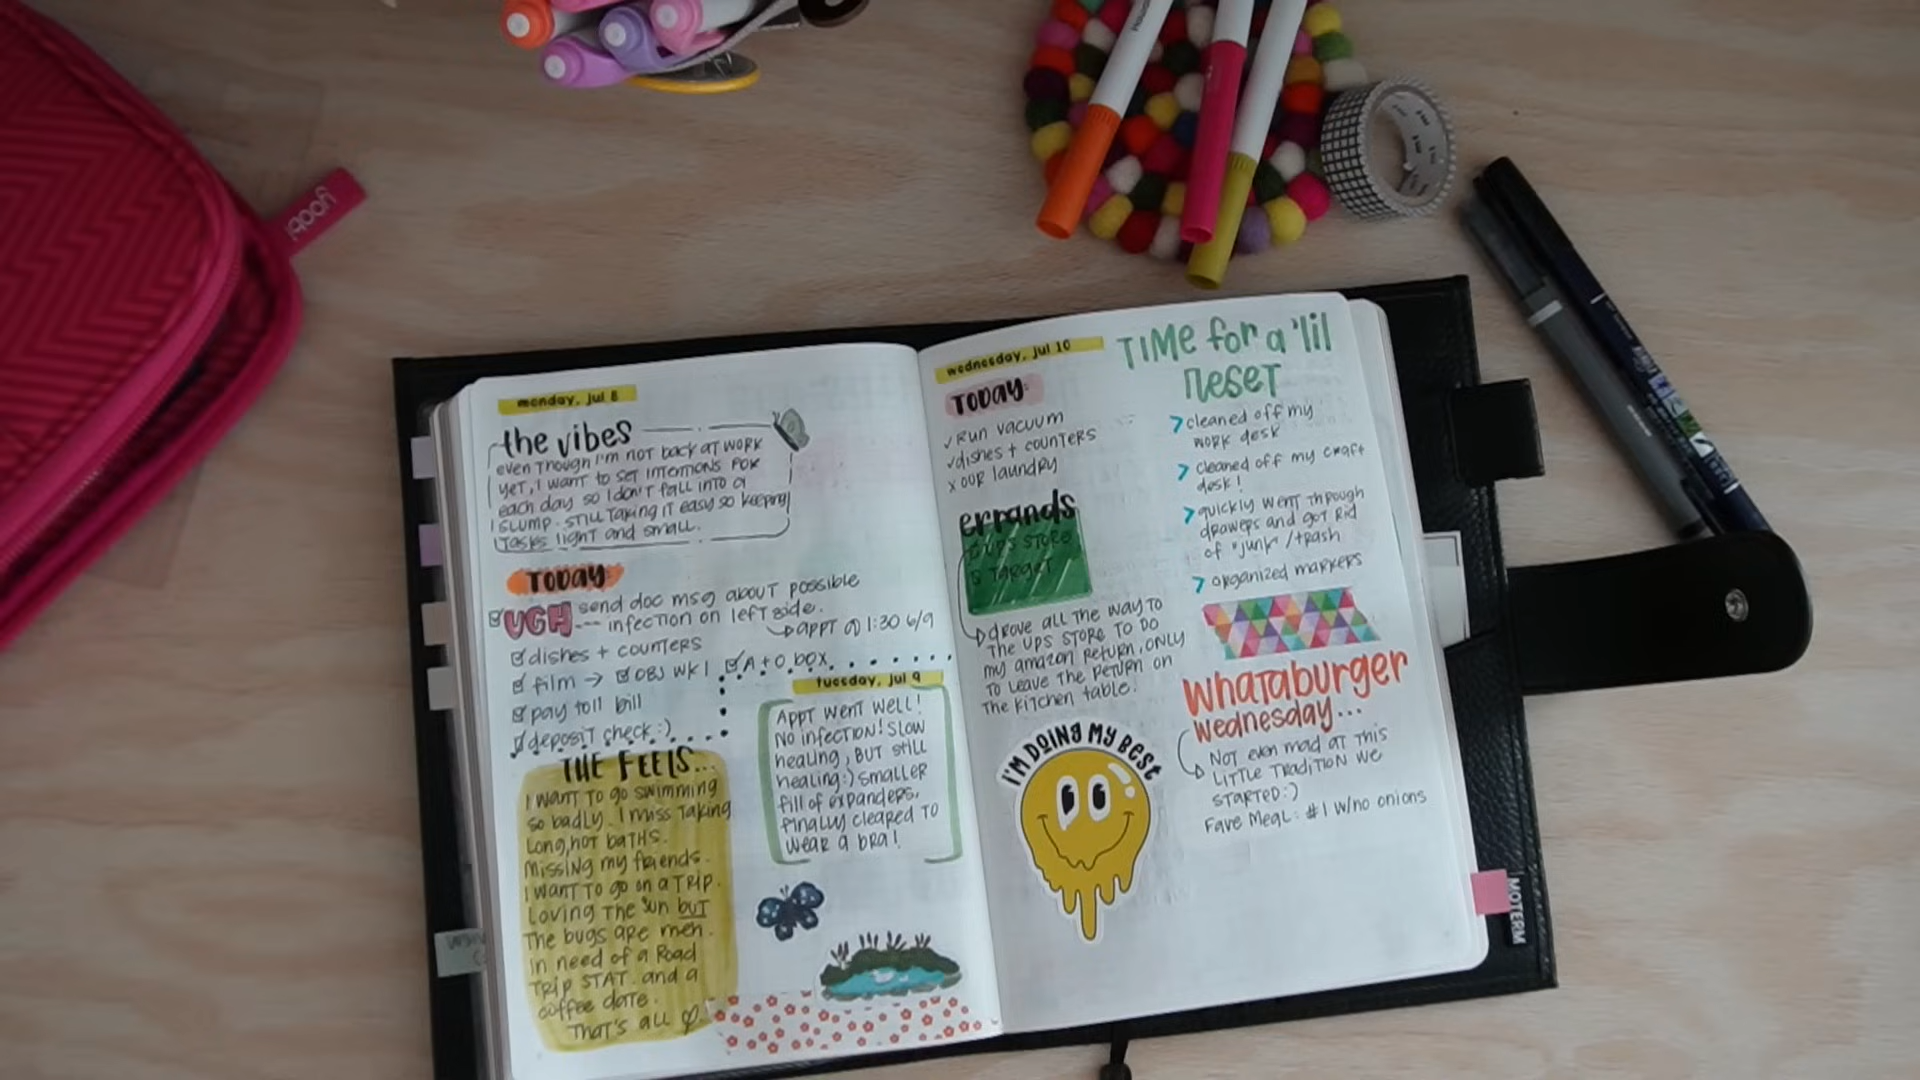 yoobi
monday, jul 8
the vibes
even though I'm not back at work
yet, I want to set intentions for
each day so I don't fall into a
slump. still taking it easy so keeping
tasks light and small.
TODAY:
UGH send doc msg about possible
infection on left side.
appt @ 1:30 6/9
dishes + counters
film → OBJ WK 1 A + O box
pay toll bill
deposit check :)
THE FEELS...
I want to go swimming
so badly. I miss taking
long, hot baths.
Missing my friends.
I want to go on a trip.
Loving the sun but
the bugs are meh.
in need of a Road
Trip STAT. and a
coffee date.
That's all
tuesday, jul 9
Appt went well!
No infection! Slow
healing, BUT still
healing :) smaller
fill of expanders.
finally cleared to
wear a bra!
wednesday, jul 10
TODAY:
✓ Run vacuum
✓ dishes + counters
x our laundry
errands
UPS STORE
TARGET
drove all the way to
the UPS store to do
my amazon return, only
to leave the return on
the kitchen table.
I'M DOING MY BEST
TIME for a 'lil
Reset
> cleaned off my
work desk
> cleaned off my craft
desk!
> quickly went through
drawers and got rid
of "junk"/trash
> organized markers
Whataburger
Wednesday...
Not even mad at this
little tradition we
started :)
Fave Meal: #1 w/no onions
MOTERM